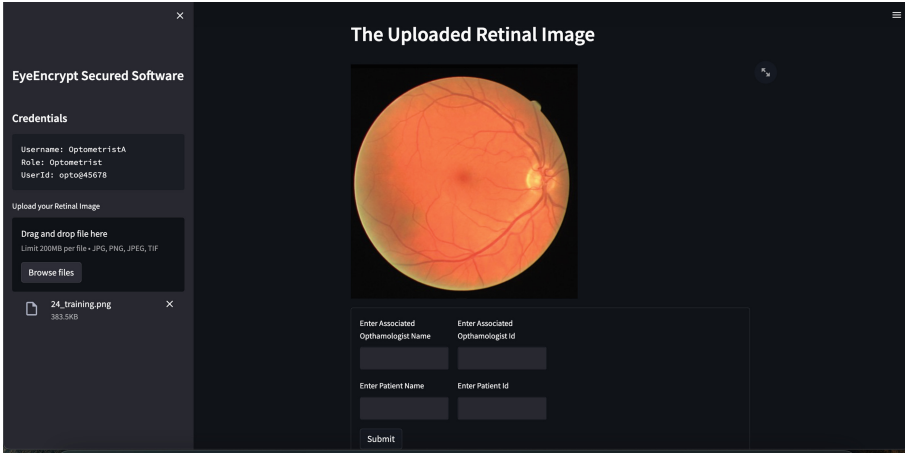 EyeEncrypt Secured Software
Credentials
Username: OptometristA
Role: Optometrist
UserId: opto@45678
Upload your Retinal Image
Drag and drop file here
Limit 200MB per file • JPG, PNG, JPEG, TIF
Browse files
24_training.png
383.5KB
The Uploaded Retinal Image
Enter Associated
Opthamologist Name
Enter Associated
Opthamologist Id
Enter Patient Name
Enter Patient Id
Submit